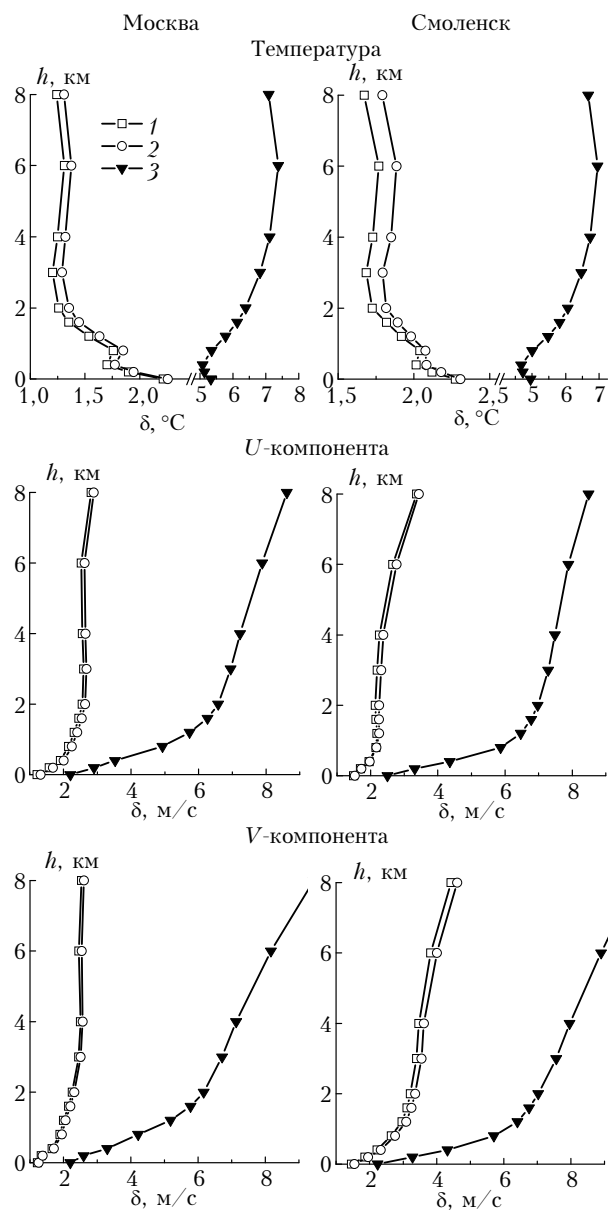 Москва Смоленск
Температура
h, км h, км
8 8
1
2
3
6 6
4 4
2 2
0 0
1,0 1,5 2,0 5 6 7 8 1,5 2,0 2,5 5 6 7
δ, °C δ, °C
U-компонента
h, км h, км
8 8
6 6
4 4
2 2
0 0
2 4 6 8 2 4 6 8
δ, м/с δ, м/с
V-компонента
h, км h, км
8 8
6 6
4 4
2 2
0 0
2 4 6 8 2 4 6 8
δ, м/с δ, м/с